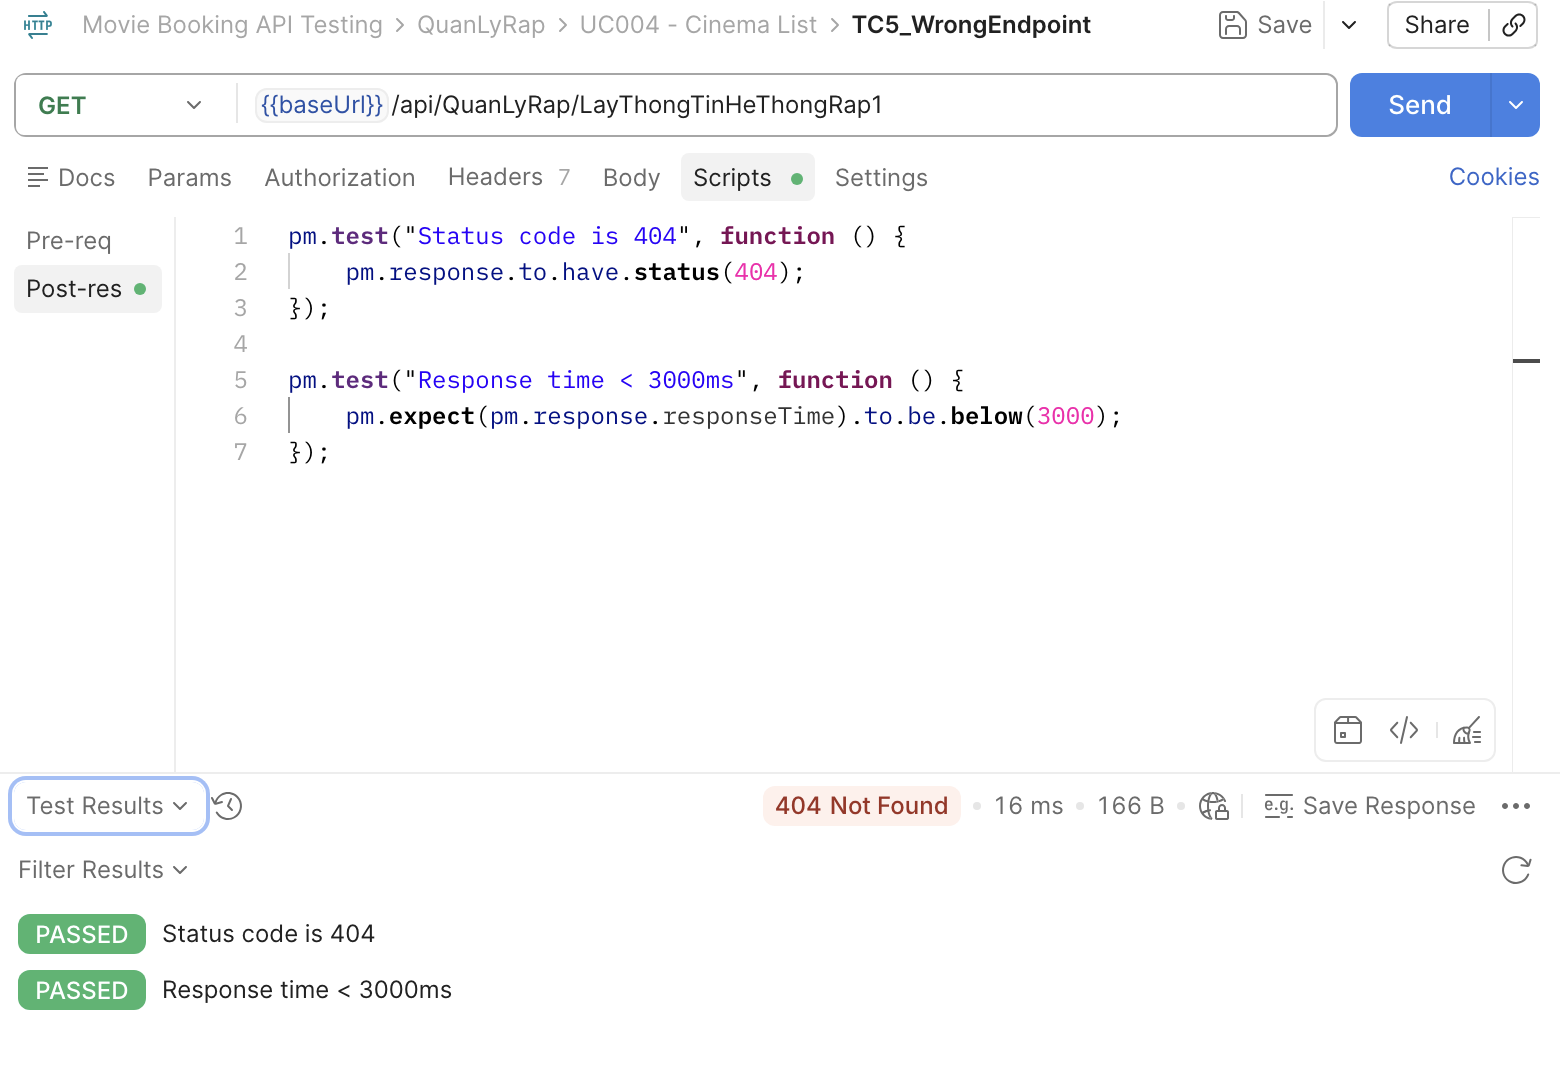 HTTP Movie Booking API Testing > QuanLyRap > UC004 - Cinema List > TC5_WrongEndpoint Save Share
GET {{baseUrl}}/api/QuanLyRap/LayThongTinHeThongRap1 Send
Docs Params Authorization Headers 7 Body Scripts Settings Cookies
Pre-req
Post-res
1 pm.test("Status code is 404", function () {
2 pm.response.to.have.status(404);
3 });
4
5 pm.test("Response time < 3000ms", function () {
6 pm.expect(pm.response.responseTime).to.be.below(3000);
7 });
Test Results 404 Not Found • 16 ms • 166 B • e.g. Save Response
Filter Results
PASSED Status code is 404
PASSED Response time < 3000ms